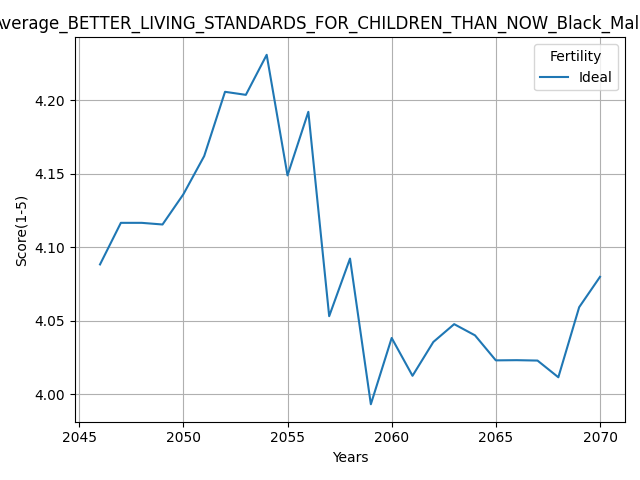 Average_BETTER_LIVING_STANDARDS_FOR_CHILDREN_THAN_NOW_Black_Mal
Fertility
Ideal
4.20
4.15
4.10
4.05
4.00
Score(1-5)
2045 2050 2055 2060 2065 2070
Years